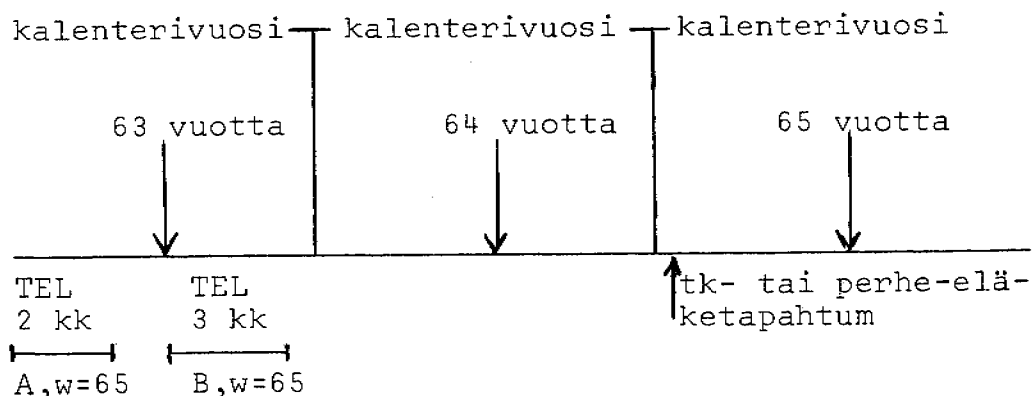 kalenterivuosi kalenterivuosi kalenterivuosi
63 vuotta 64 vuotta 65 vuotta
TEL TEL tk- tai perhe-elä-
2 kk 3 kk ketapahtum
A,w=65 B,w=65